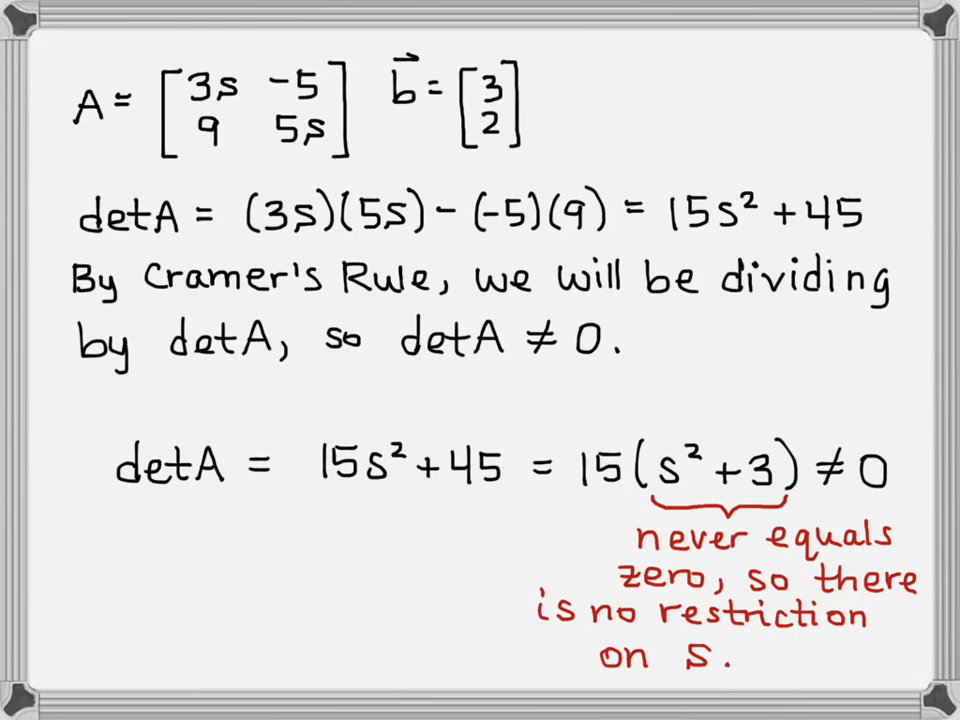 A = [3s -5; 9 5s] b⃗ = [3; 2]
detA = (3s)(5s) - (-5)(9) = 15s² + 45
By Cramer's Rule, we will be dividing
by detA, so detA ≠ 0.
detA = 15s² + 45 = 15(s² + 3) ≠ 0
never equals
zero, so there
is no restriction
on s.